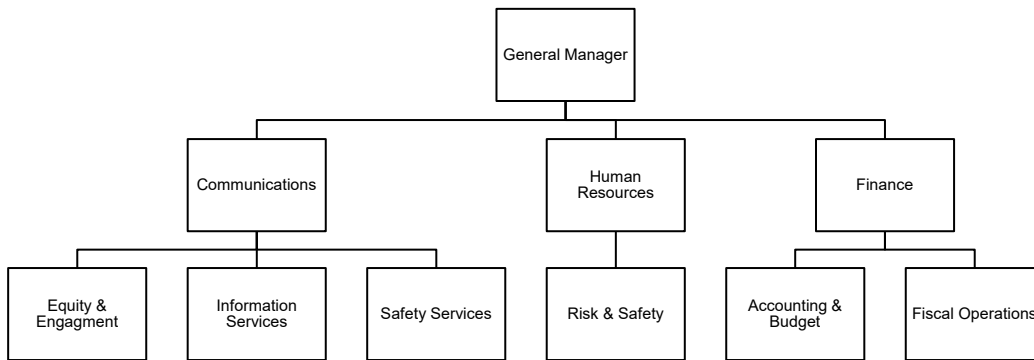 General Manager
Communications
Human
Resources
Finance
Equity &
Engagment
Information
Services
Safety Services
Risk & Safety
Accounting &
Budget
Fiscal Operations